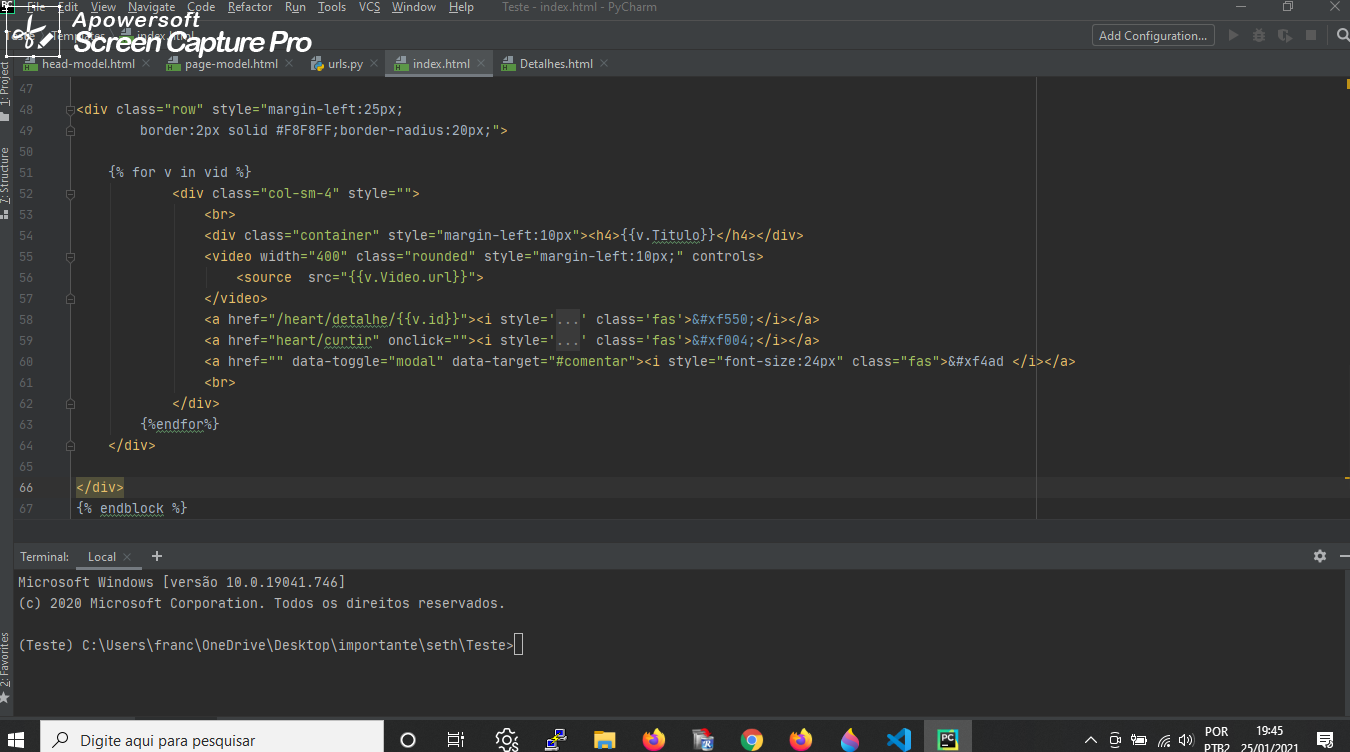 File Edit View Navigate Code Refactor Run Tools VCS Window Help Teste - index.html - PyCharm
Apowersoft
Screen Capture Pro
Teste Templates index.html Add Configuration...
head-model.html page-model.html urls.py index.html Detalhes.html
1: Project
7: Structure
2: Favorites
47
48 <div class="row" style="margin-left:25px;
49 border:2px solid #F8F8FF;border-radius:20px;">
50
51 {% for v in vid %}
52 <div class="col-sm-4" style="">
53 <br>
54 <div class="container" style="margin-left:10px"><h4>{{v.Titulo}}</h4></div>
55 <video width="400" class="rounded" style="margin-left:10px;" controls>
56 <source  src="{{v.Video.url}}">
57 </video>
58 <a href="/heart/detalhe/{{v.id}}"><i style='...' class='fas'>&#xf550;</i></a>
59 <a href="heart/curtir" onclick=""><i style='...' class='fas'>&#xf004;</i></a>
60 <a href="" data-toggle="modal" data-target="#comentar"><i style="font-size:24px" class="fas">&#xf4ad </i></a>
61 <br>
62 </div>
63 {%endfor%}
64 </div>
65
66 </div>
67 {% endblock %}
Terminal: Local +
Microsoft Windows [versão 10.0.19041.746]
(c) 2020 Microsoft Corporation. Todos os direitos reservados.
(Teste) C:\Users\franc\OneDrive\Desktop\importante\seth\Teste>
Digite aqui para pesquisar
POR
PTB2
19:45
25/01/2021